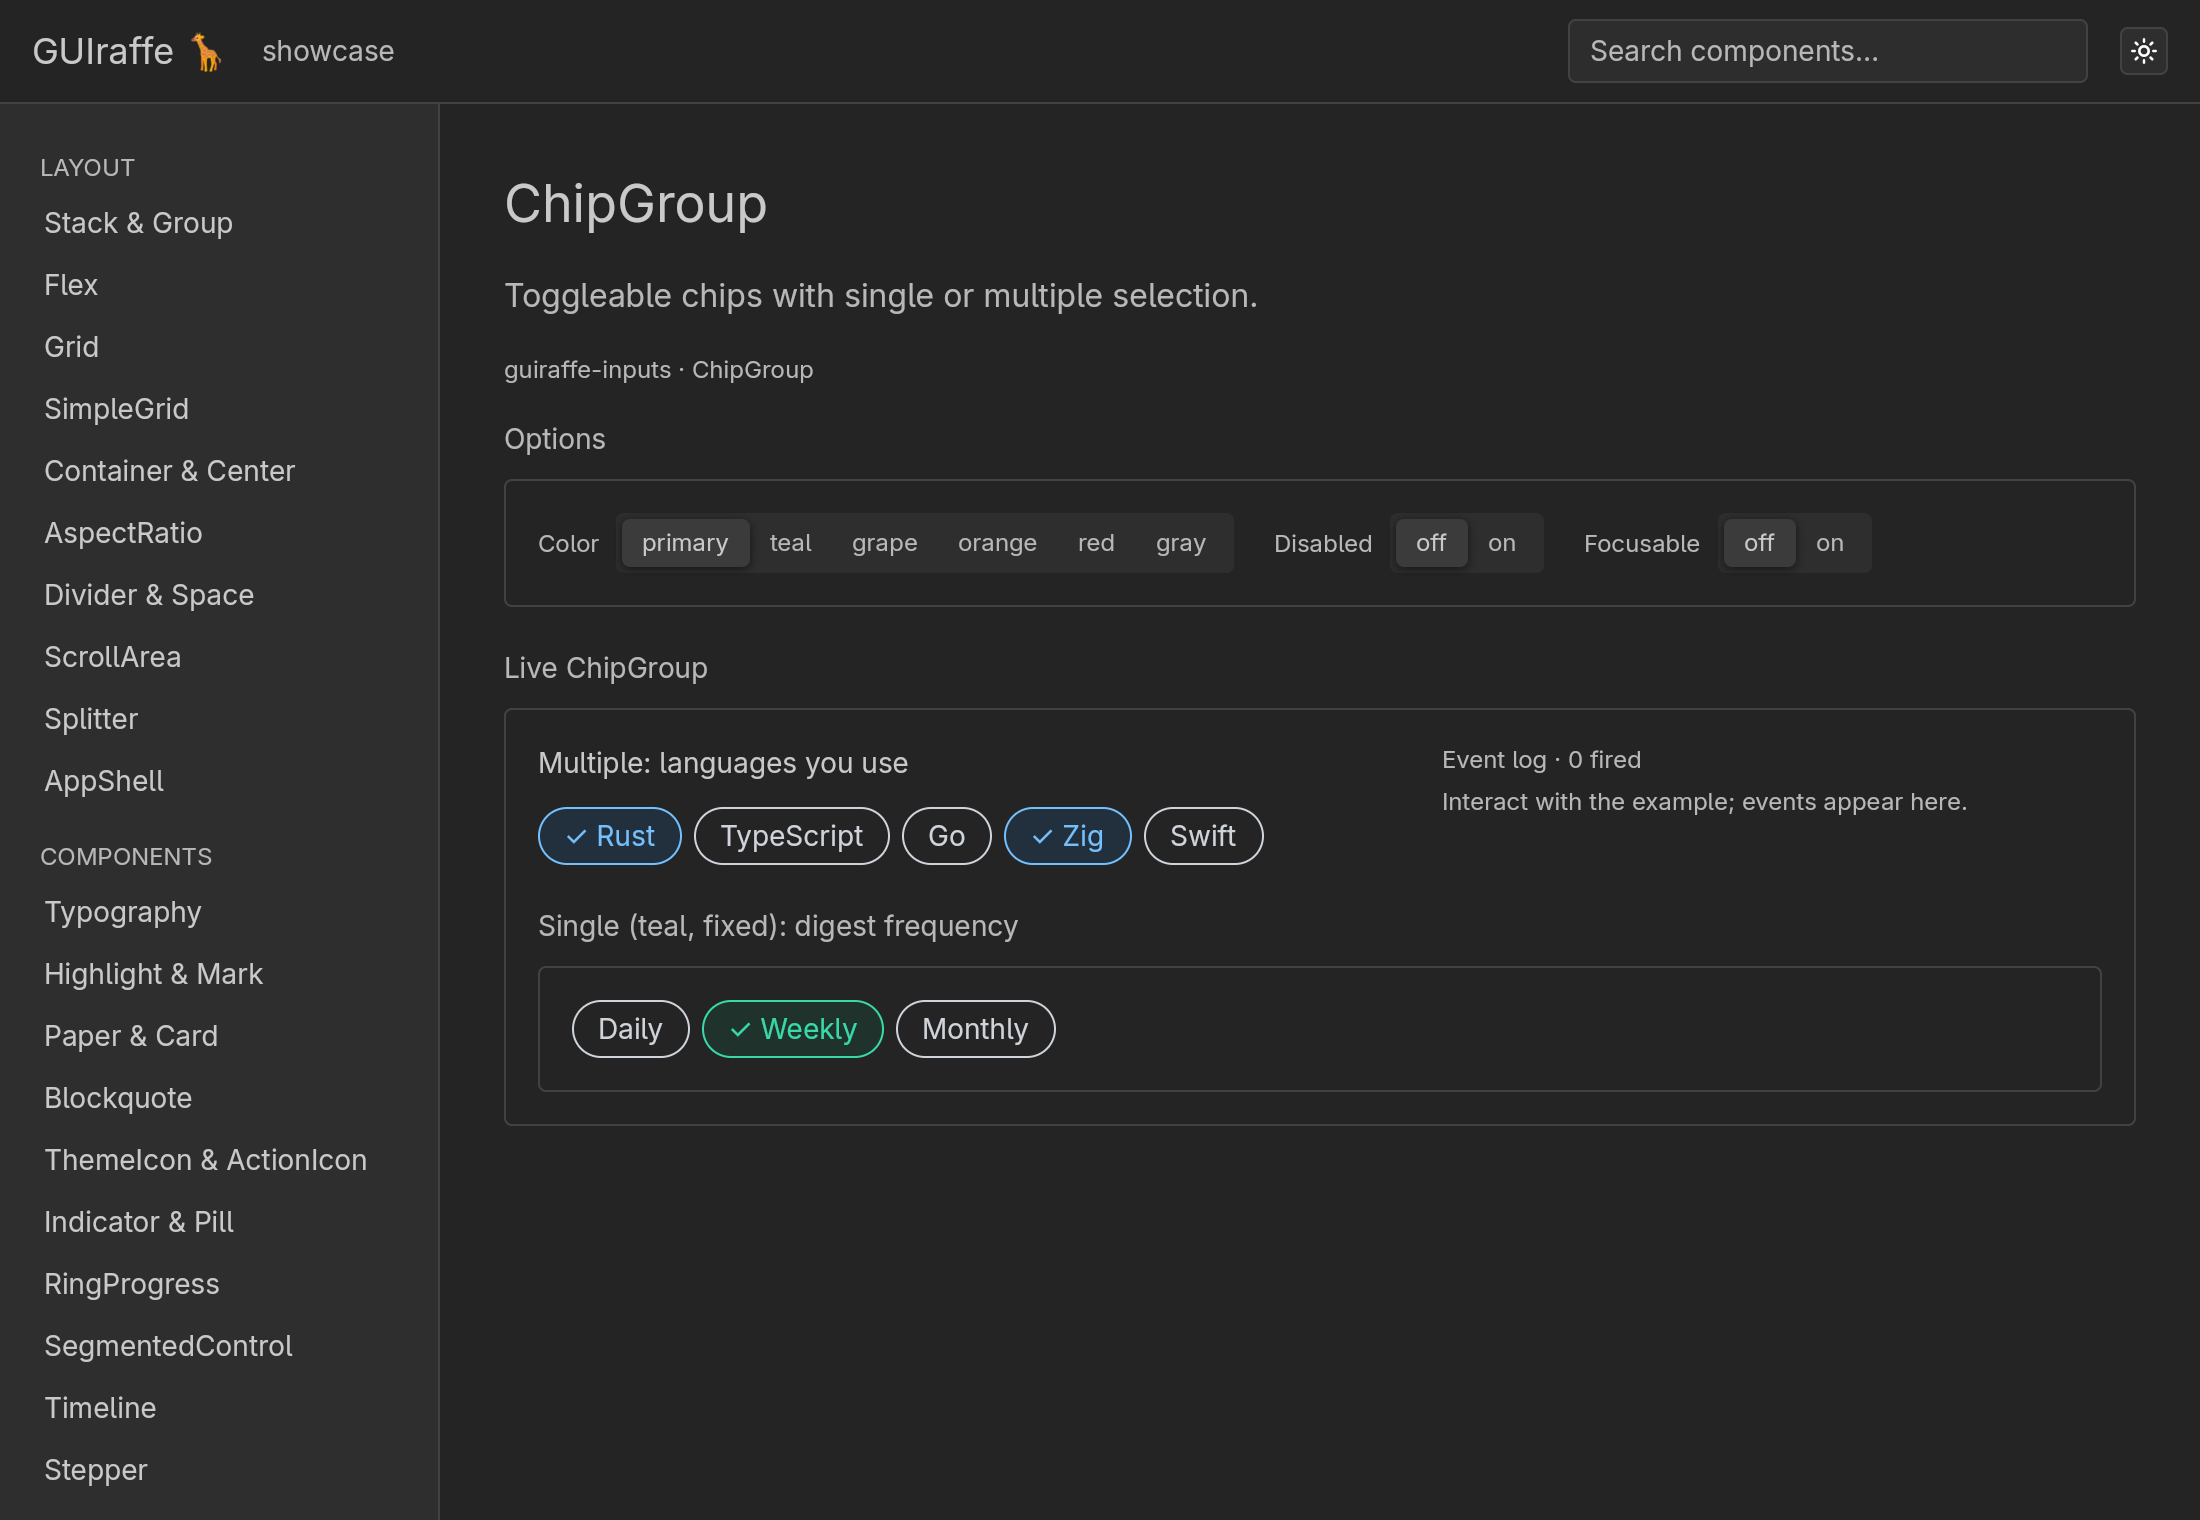 GUIraffe 🦒 showcase
Search components...
LAYOUT
Stack & Group
Flex
Grid
SimpleGrid
Container & Center
AspectRatio
Divider & Space
ScrollArea
Splitter
AppShell
COMPONENTS
Typography
Highlight & Mark
Paper & Card
Blockquote
ThemeIcon & ActionIcon
Indicator & Pill
RingProgress
SegmentedControl
Timeline
Stepper
ChipGroup
Toggleable chips with single or multiple selection.
guiraffe-inputs · ChipGroup
Options
Color primary teal grape orange red gray Disabled off on Focusable off on
Live ChipGroup
Multiple: languages you use
Rust TypeScript Go Zig Swift
Event log · 0 fired
Interact with the example; events appear here.
Single (teal, fixed): digest frequency
Daily Weekly Monthly